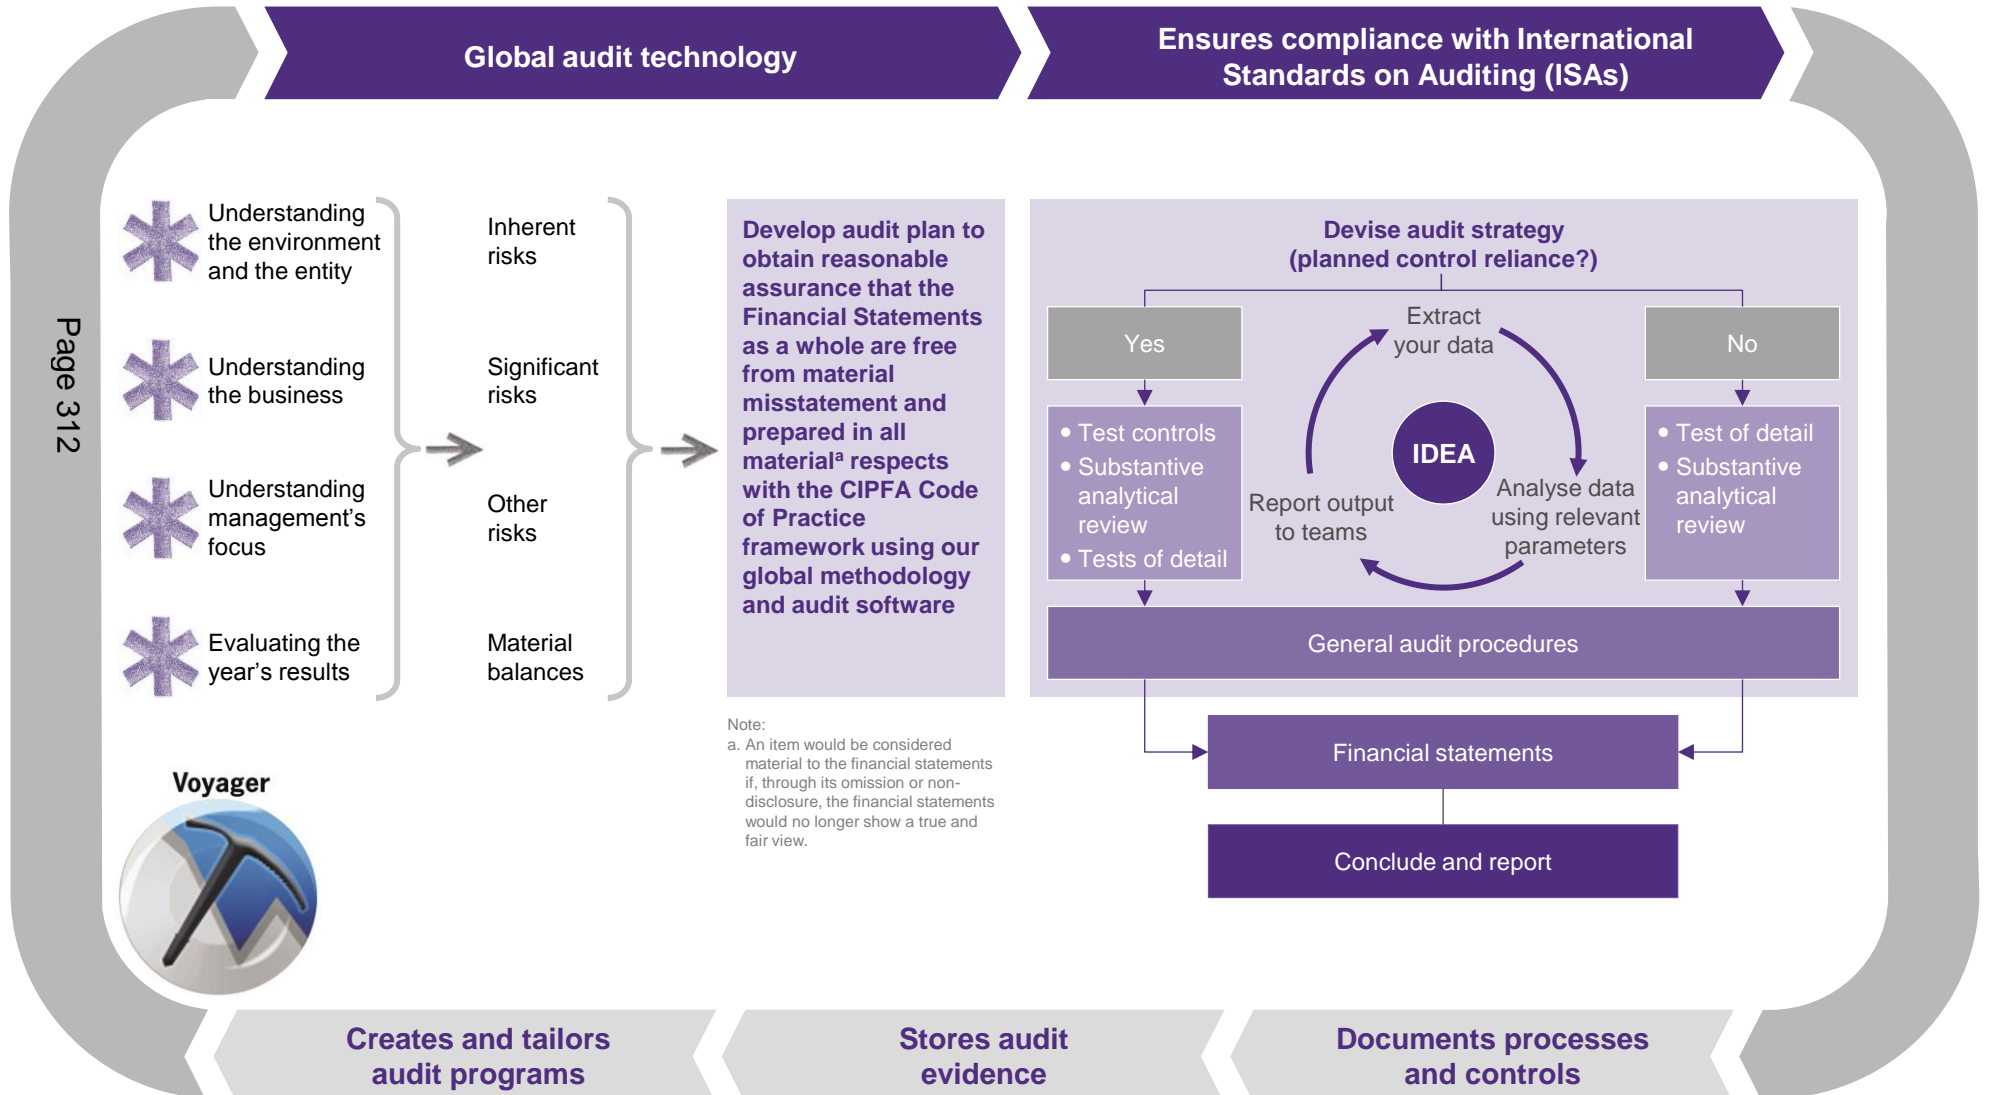 Global audit technology
Ensures compliance with International
Standards on Auditing (ISAs)
Page 312
Understanding
the environment
and the entity
Understanding
the business
Understanding
management's
focus
Evaluating the
year's results
Inherent
risks
Significant
risks
Other
risks
Material
balances
Develop audit plan to
obtain reasonable
assurance that the
Financial Statements
as a whole are free
from material
misstatement and
prepared in all
materialᵃ respects
with the CIPFA Code
of Practice
framework using our
global methodology
and audit software
Note:
a. An item would be considered
material to the financial statements
if, through its omission or non-
disclosure, the financial statements
would no longer show a true and
fair view.
Devise audit strategy
(planned control reliance?)
Yes
• Test controls
• Substantive
analytical
review
• Tests of detail
Extract
your data
IDEA
Analyse data
using relevant
parameters
Report output
to teams
No
• Test of detail
• Substantive
analytical
review
General audit procedures
Financial statements
Conclude and report
Voyager
Creates and tailors
audit programs
Stores audit
evidence
Documents processes
and controls